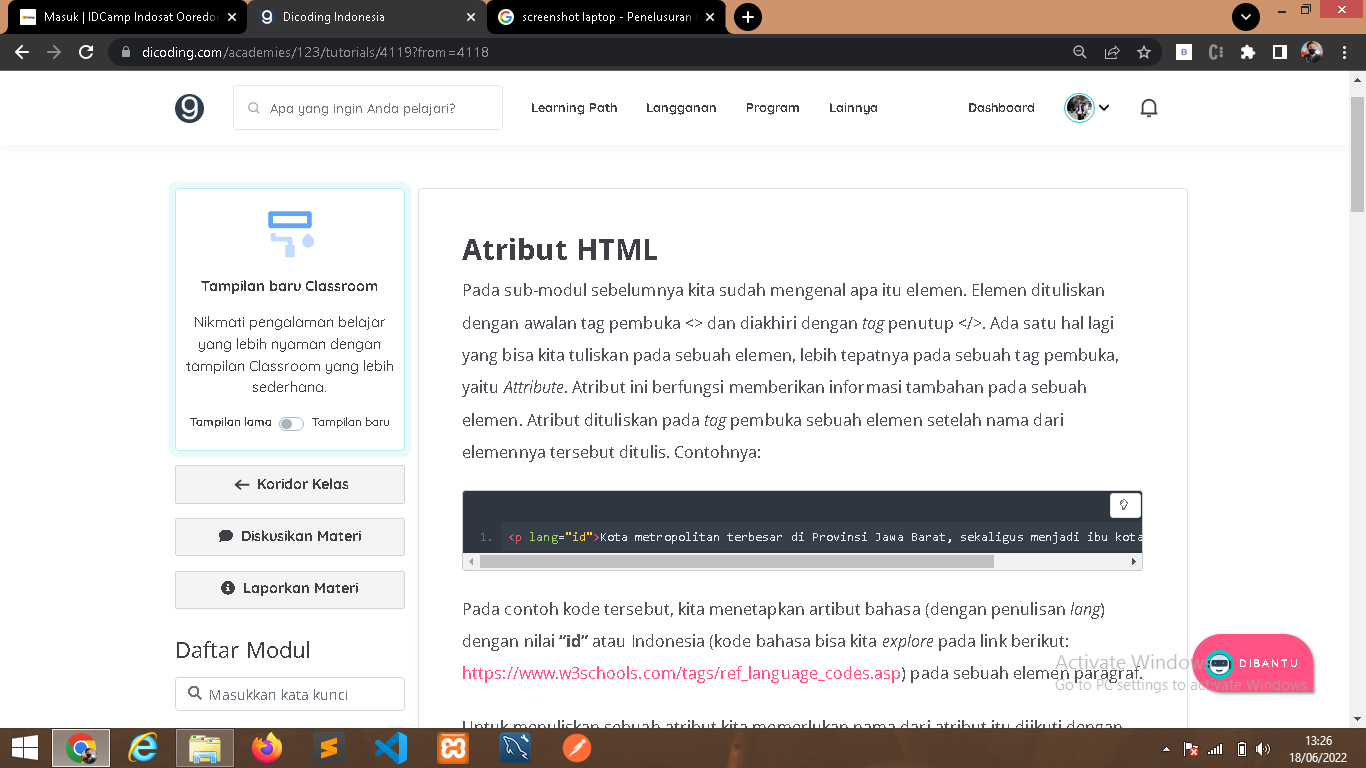 Masuk | IDCamp Indosat Ooredo
Dicoding Indonesia
screenshot laptop - Penelusuran
dicoding.com/academies/123/tutorials/4119?from=4118
Apa yang ingin Anda pelajari?
Learning Path
Langganan
Program
Lainnya
Dashboard
Tampilan baru Classroom
Nikmati pengalaman belajar
yang lebih nyaman dengan
tampilan Classroom yang lebih
sederhana.
Tampilan lama
Tampilan baru
Koridor Kelas
Diskusikan Materi
Laporkan Materi
Daftar Modul
Masukkan kata kunci
Atribut HTML
Pada sub-modul sebelumnya kita sudah mengenal apa itu elemen. Elemen dituliskan
dengan awalan tag pembuka <> dan diakhiri dengan tag penutup </>. Ada satu hal lagi
yang bisa kita tuliskan pada sebuah elemen, lebih tepatnya pada sebuah tag pembuka,
yaitu Attribute. Atribut ini berfungsi memberikan informasi tambahan pada sebuah
elemen. Atribut dituliskan pada tag pembuka sebuah elemen setelah nama dari
elemennya tersebut ditulis. Contohnya:
1. <p lang="id">Kota metropolitan terbesar di Provinsi Jawa Barat, sekaligus menjadi ibu kota
Pada contoh kode tersebut, kita menetapkan artibut bahasa (dengan penulisan lang)
dengan nilai “id” atau Indonesia (kode bahasa bisa kita explore pada link berikut:
https://www.w3schools.com/tags/ref_language_codes.asp) pada sebuah elemen paragraf.
Untuk menuliskan sebuah atribut kita memerlukan nama dari atribut itu diikuti dengan
Activate Windows
Go to PC settings to activate Windows.
DIBANTU
13:26
18/06/2022